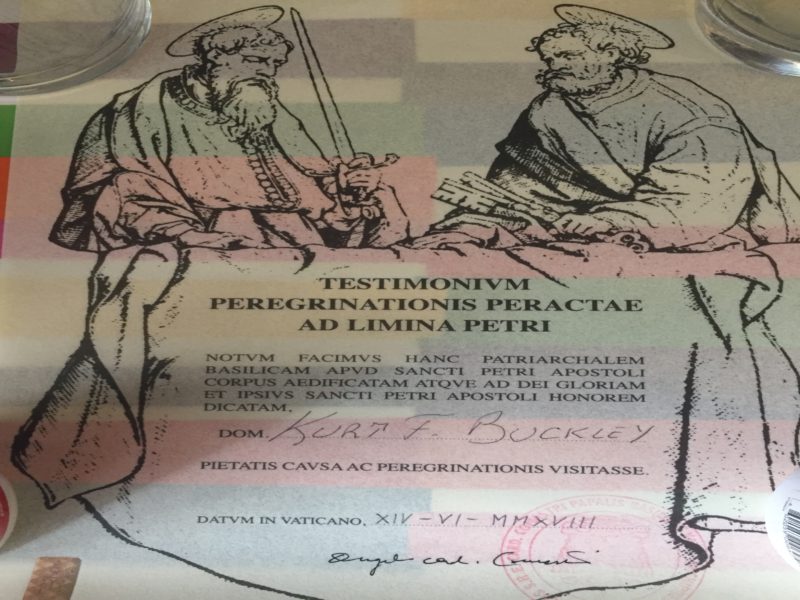 TESTIMONIVM
PEREGRINATIONIS PERACTAE
AD LIMINA PETRI
NOTVM FACIMVS HANC PATRIARCHALEM
BASILICAM APVD SANCTI PETRI APOSTOLI
CORPUS AEDIFICATAM ATQVE AD DEI GLORIAM
ET IPSIVS SANCTI PETRI APOSTOLI HONOREM
DICATAM,
DOM. KURT F. BUCKLEY
PIETATIS CAVSA AC PEREGRINATIONIS VISITASSE.
DATVM IN VATICANO, XIV-VI-MMXVIII